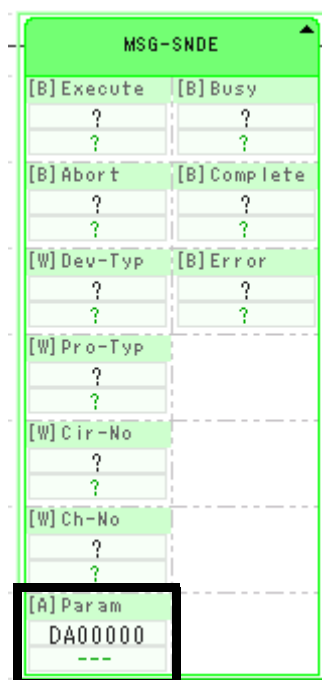 MSG-SNDE
[B]Execute [B]Busy
? ?
? ?
[B]Abort [B]Complete
? ?
? ?
[W]Dev-Typ [B]Error
? ?
? ?
[W]Pro-Typ
?
?
[W]Cir-No
?
?
[W]Ch-No
?
?
[A]Param
DA00000
---